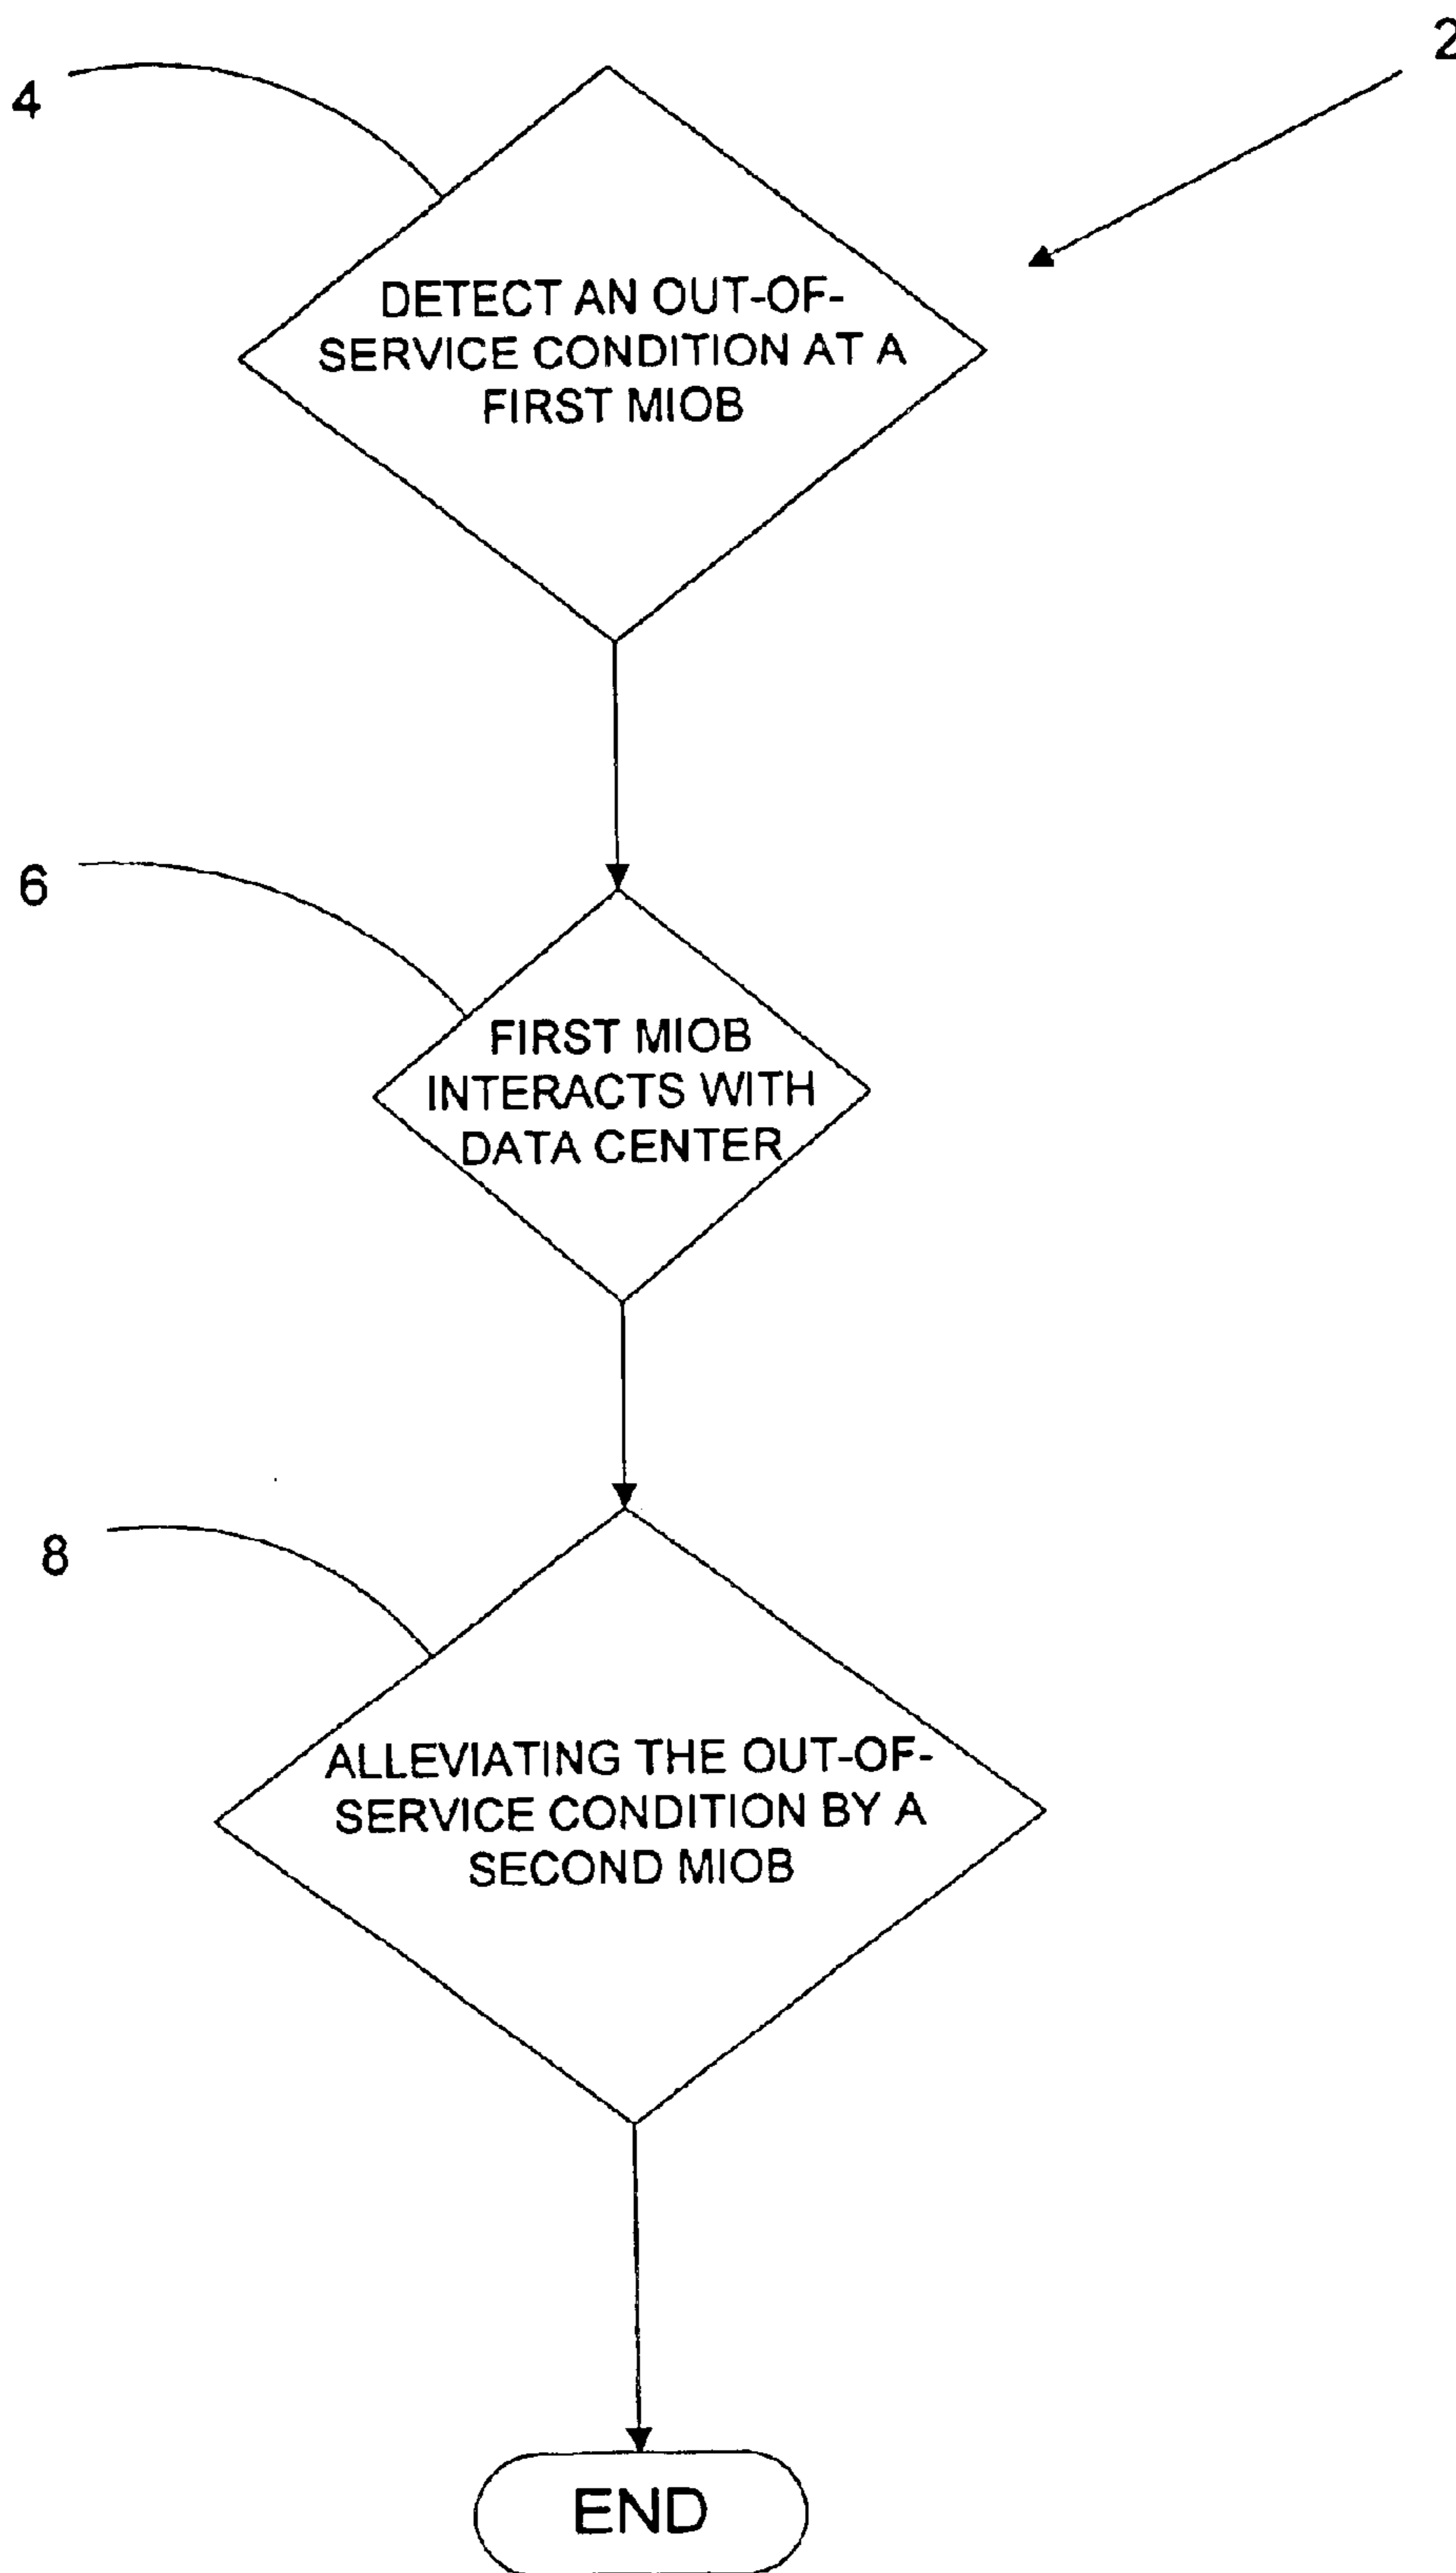 2
4
DETECT AN OUT-OF-
SERVICE CONDITION AT A
FIRST MIOB
6
FIRST MIOB
INTERACTS WITH
DATA CENTER
8
ALLEVIATING THE OUT-OF-
SERVICE CONDITION BY A
SECOND MIOB
END